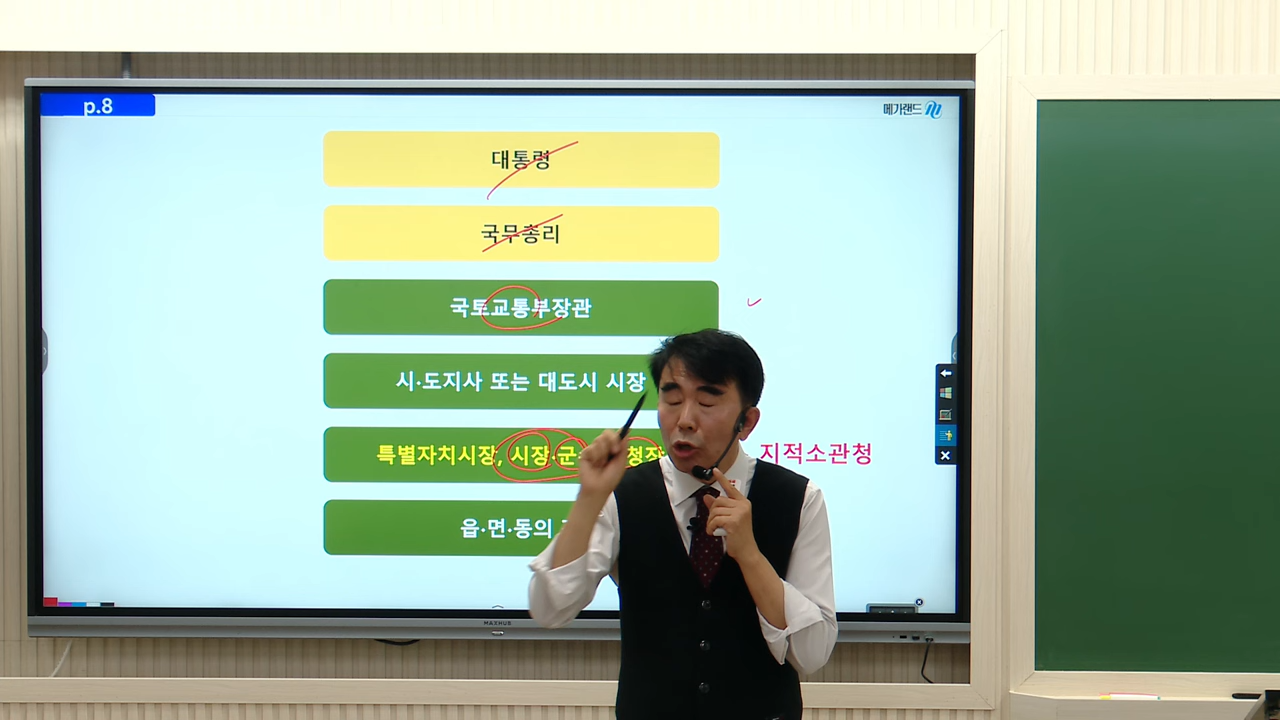 p.8
메가랜드
대통령
국무총리
국토교통부장관
시·도지사 또는 대도시 시장
특별자치시장, 시장·군 청장
지적소관청
읍·면·동의
MAXHUB